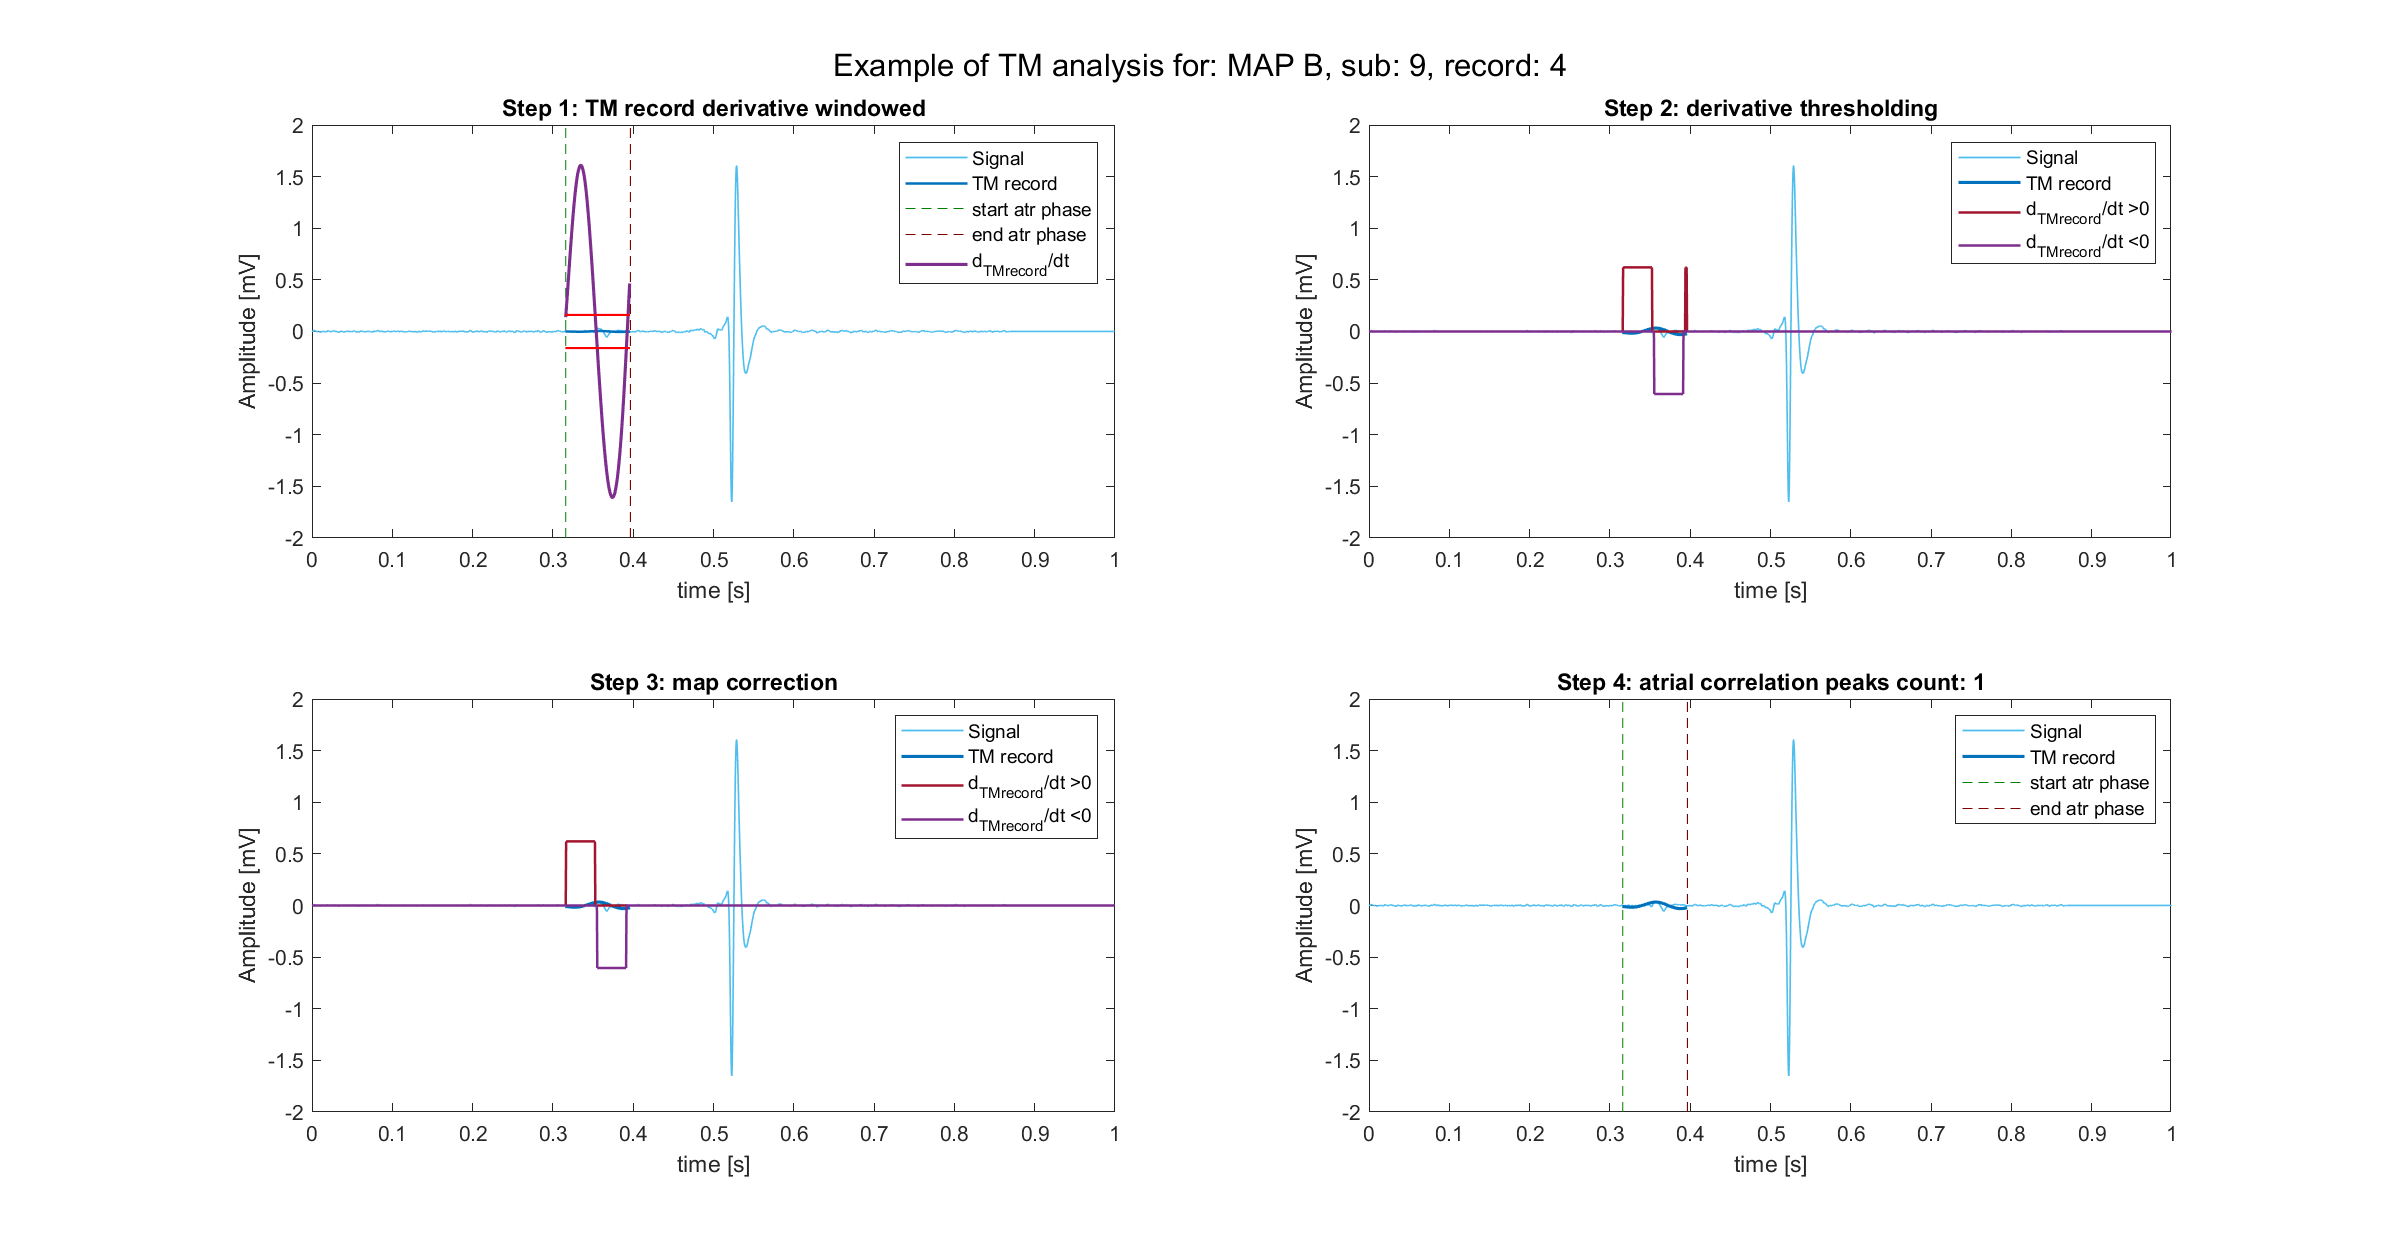 Example of TM analysis for: MAP B, sub: 9, record: 4
Step 1: TM record derivative windowed
2
1.5
1
0.5
0
-0.5
-1
-1.5
-2
0 0.1 0.2 0.3 0.4 0.5 0.6 0.7 0.8 0.9 1
time [s]
Amplitude [mV]
Signal
TM record
start atr phase
end atr phase
dTMrecord/dt
Step 2: derivative thresholding
2
1.5
1
0.5
0
-0.5
-1
-1.5
-2
0 0.1 0.2 0.3 0.4 0.5 0.6 0.7 0.8 0.9 1
time [s]
Amplitude [mV]
Signal
TM record
dTMrecord/dt >0
dTMrecord/dt <0
Step 3: map correction
2
1.5
1
0.5
0
-0.5
-1
-1.5
-2
0 0.1 0.2 0.3 0.4 0.5 0.6 0.7 0.8 0.9 1
time [s]
Amplitude [mV]
Signal
TM record
dTMrecord/dt >0
dTMrecord/dt <0
Step 4: atrial correlation peaks count: 1
2
1.5
1
0.5
0
-0.5
-1
-1.5
-2
0 0.1 0.2 0.3 0.4 0.5 0.6 0.7 0.8 0.9 1
time [s]
Amplitude [mV]
Signal
TM record
start atr phase
end atr phase